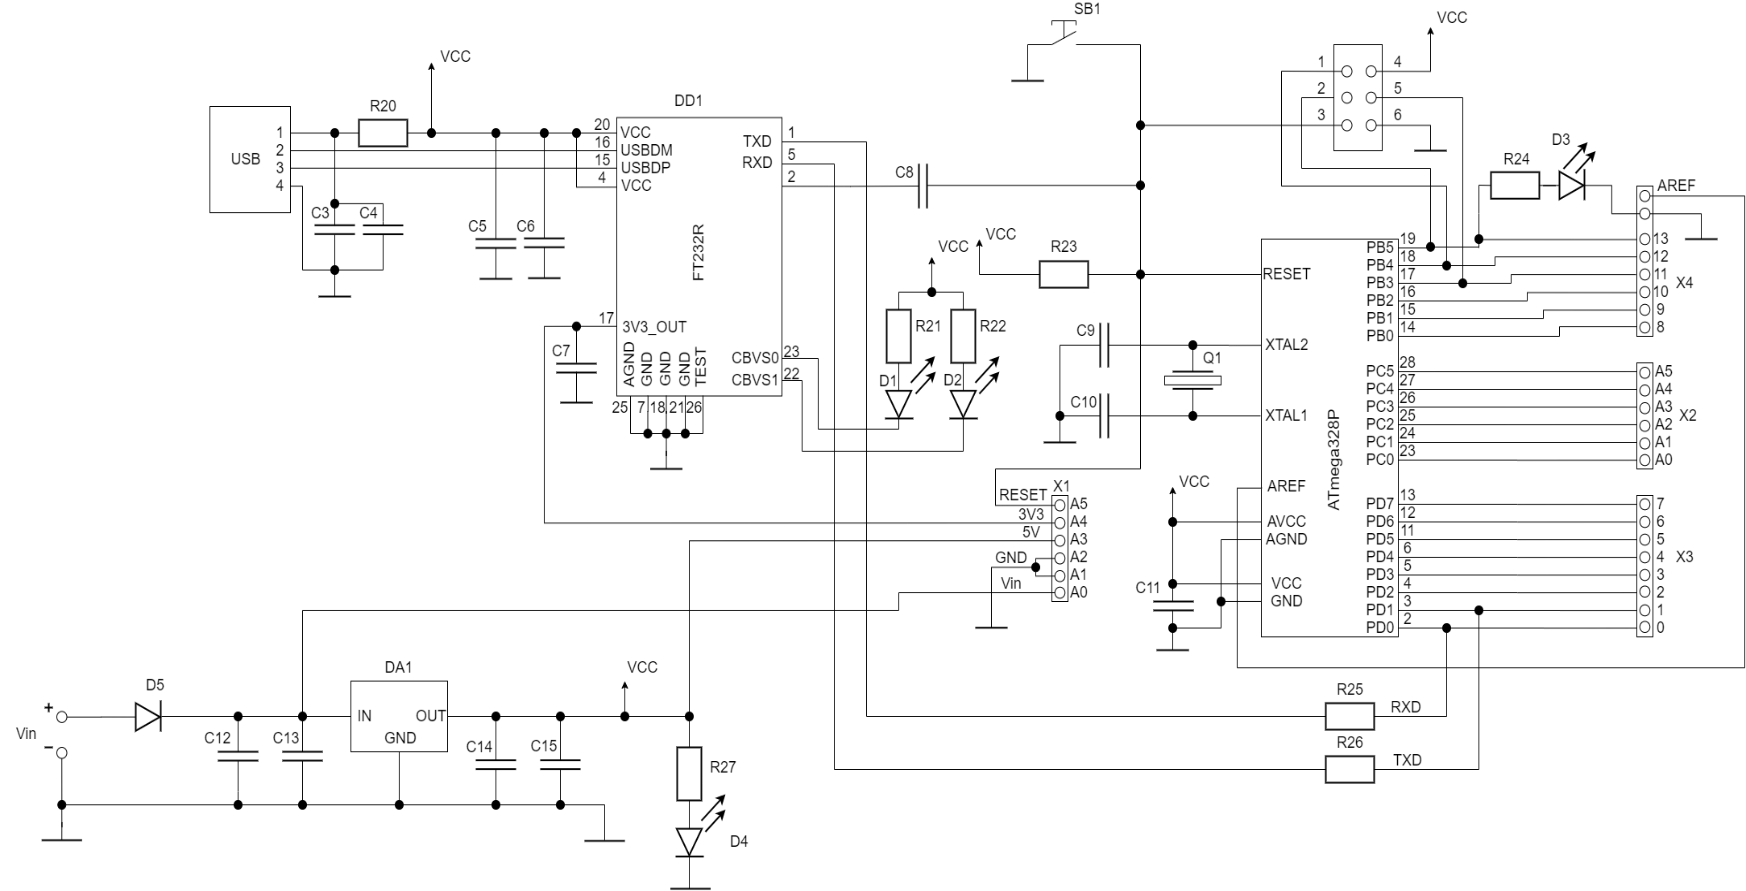 SB1
VCC
1 4
2 5
3 6
VCC
R20
DD1
USB
1
2
3
4
20 VCC
16 USBDM
15 USBDP
4 VCC
TXD 1
RXD 5
2
C8
C3
C4
C5
C6
FT232R
17 3V3_OUT
AGND
GND
GND
GND
TEST
25 7 18 21 26
CBVS0 23
CBVS1 22
C7
VCC
R21
R22
D1
D2
VCC
R23
C9
C10
Q1
RESET
XTAL2
XTAL1
AREF
AVCC
AGND
VCC
GND
ATmega328P
VCC
C11
R24
D3
AREF
PB5 19
PB4 18
PB3 17
PB2 16
PB1 15
PB0 14
13
12
11
10
9
8
X4
PC5 28
PC4 27
PC3 26
PC2 25
PC1 24
PC0 23
A5
A4
A3
A2
A1
A0
X2
PD7 13
PD6 12
PD5 11
PD4 6
PD3 5
PD2 4
PD1 3
PD0 2
7
6
5
4
3
2
1
0
X3
X1
RESET A5
3V3 A4
5V A3
GND A2
A1
Vin A0
R25
RXD
R26
TXD
Vin
+
−
D5
C12
C13
DA1
IN OUT
GND
C14
C15
VCC
R27
D4